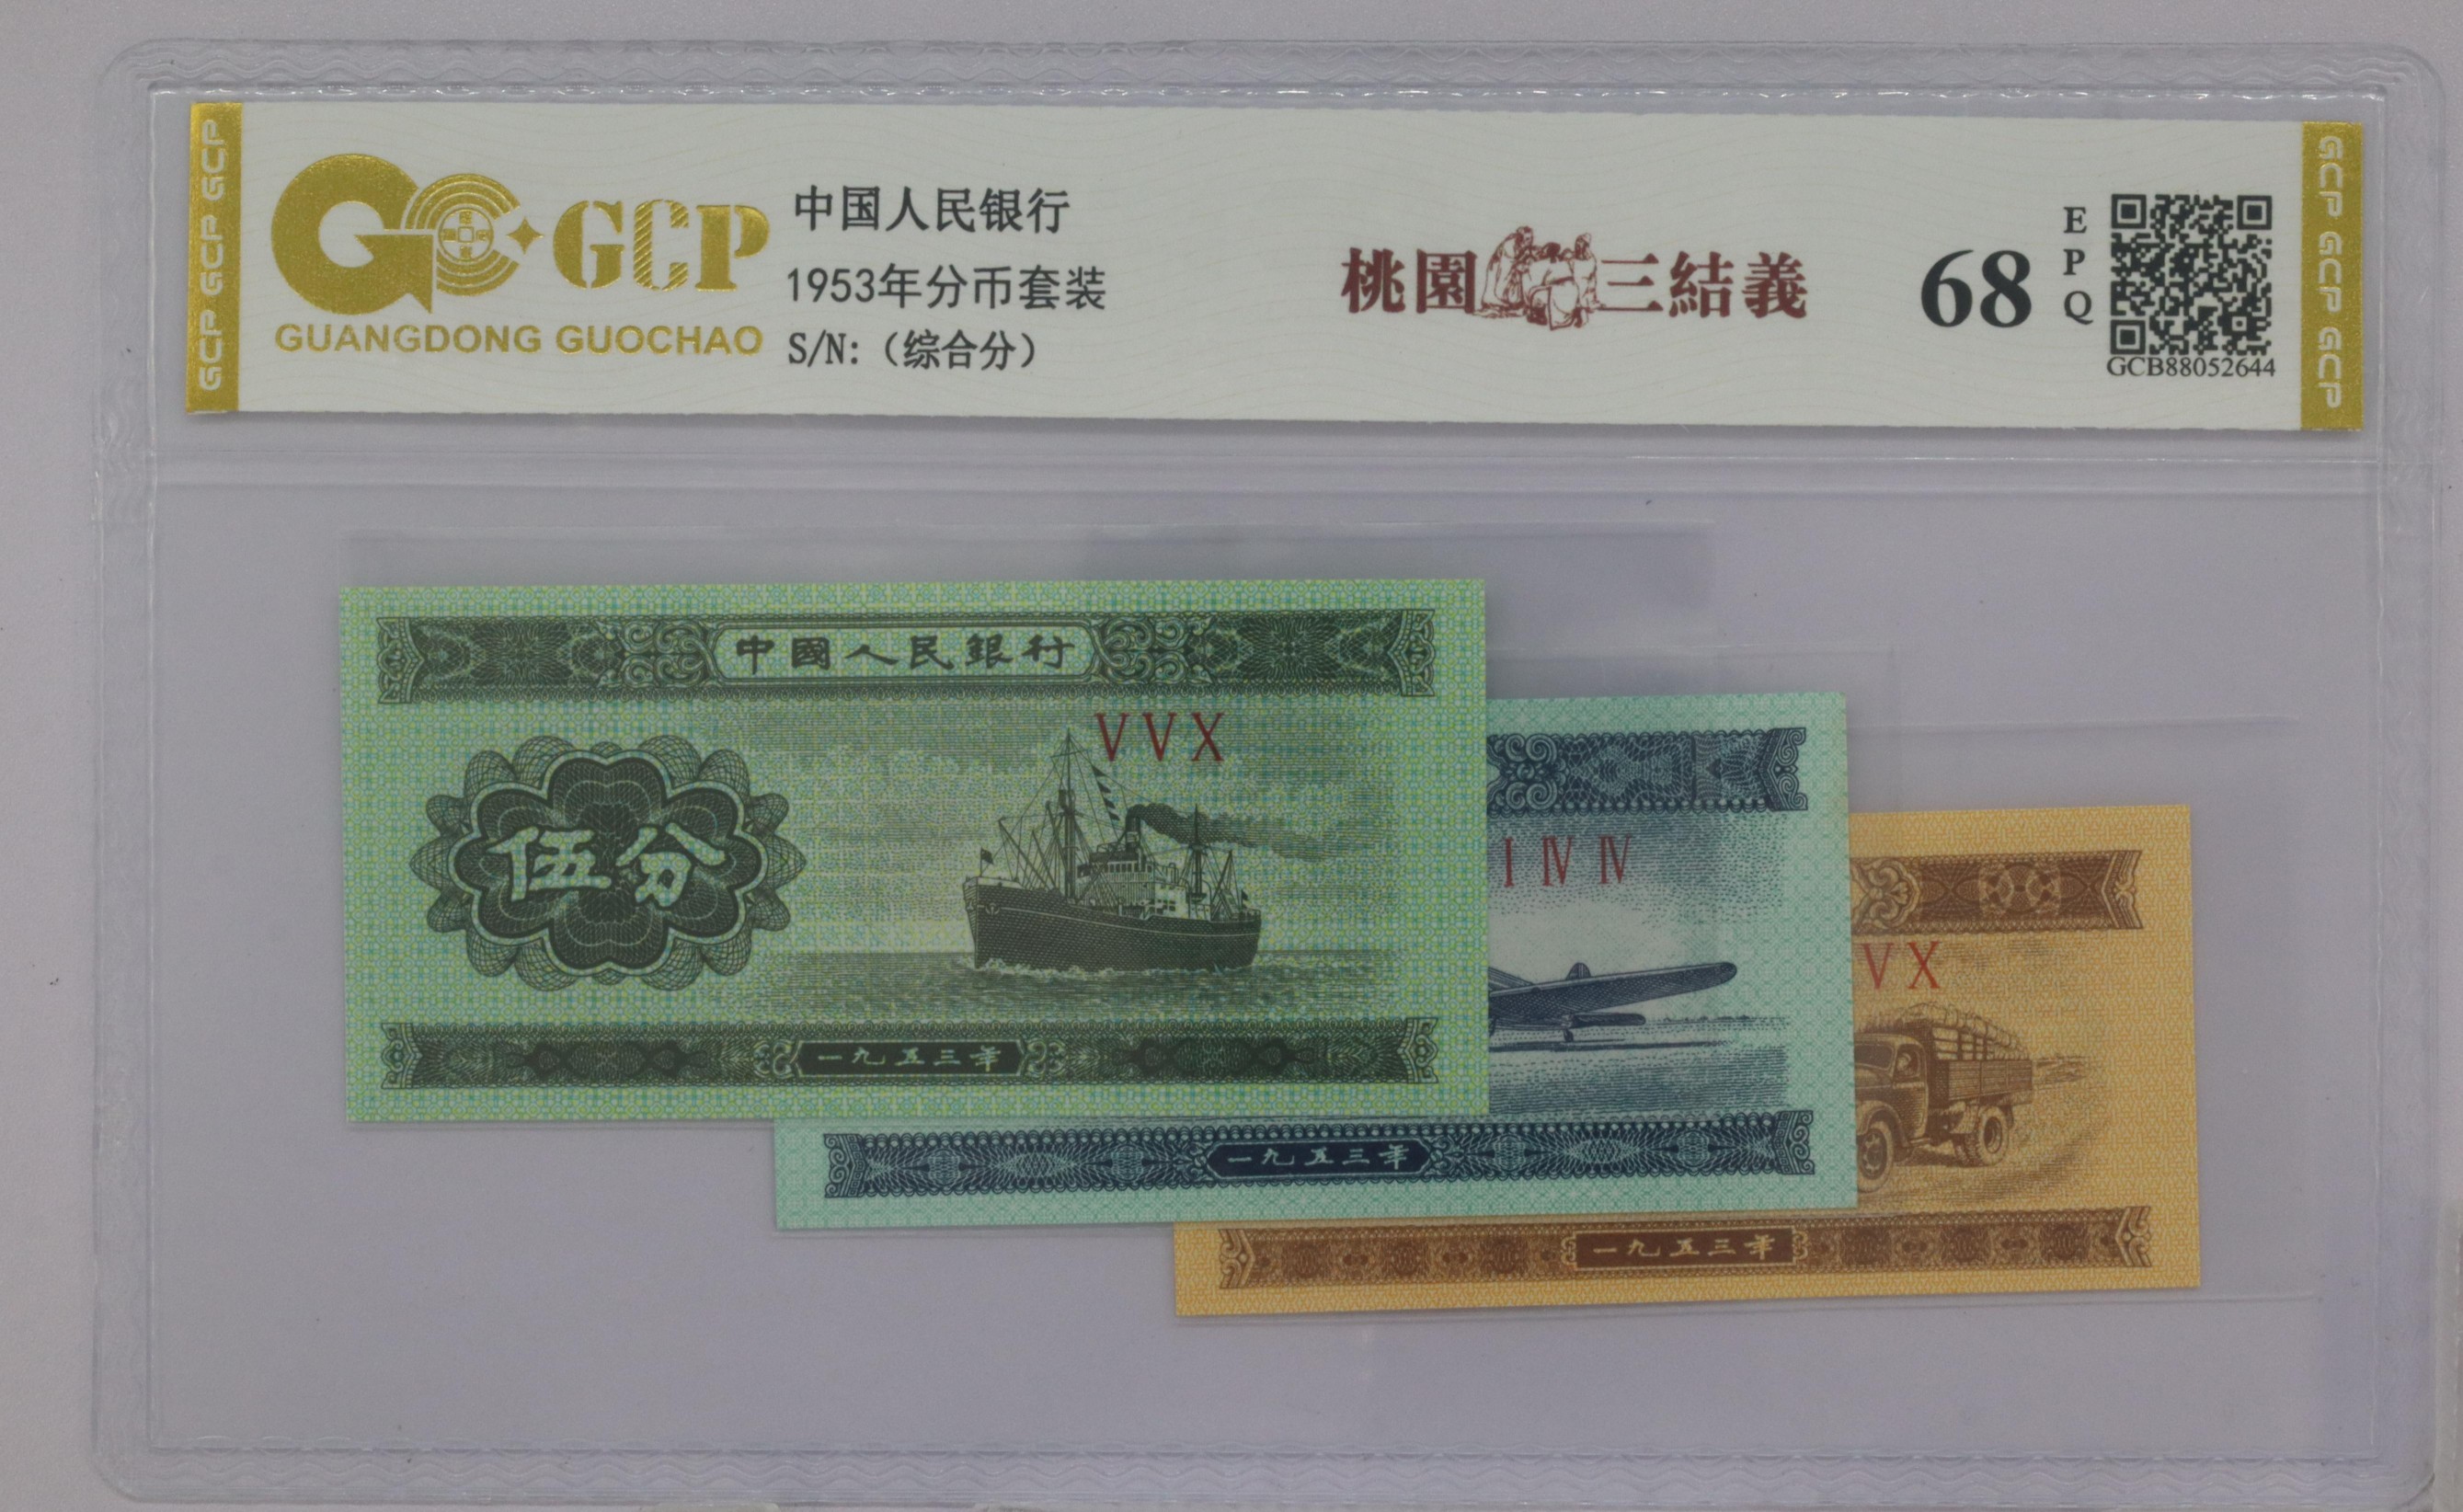 GCP GCP GCP
GCP
GUANGDONG GUOCHAO
中国人民银行
1953年分币套装
S/N:（综合分）
桃園三結義
68
EPQ
GCB88052644
GCP GCP GCP
中國人民銀行
VVX
伍分
一九五三年
I IV IV
一九五三年
VX
一九五三年